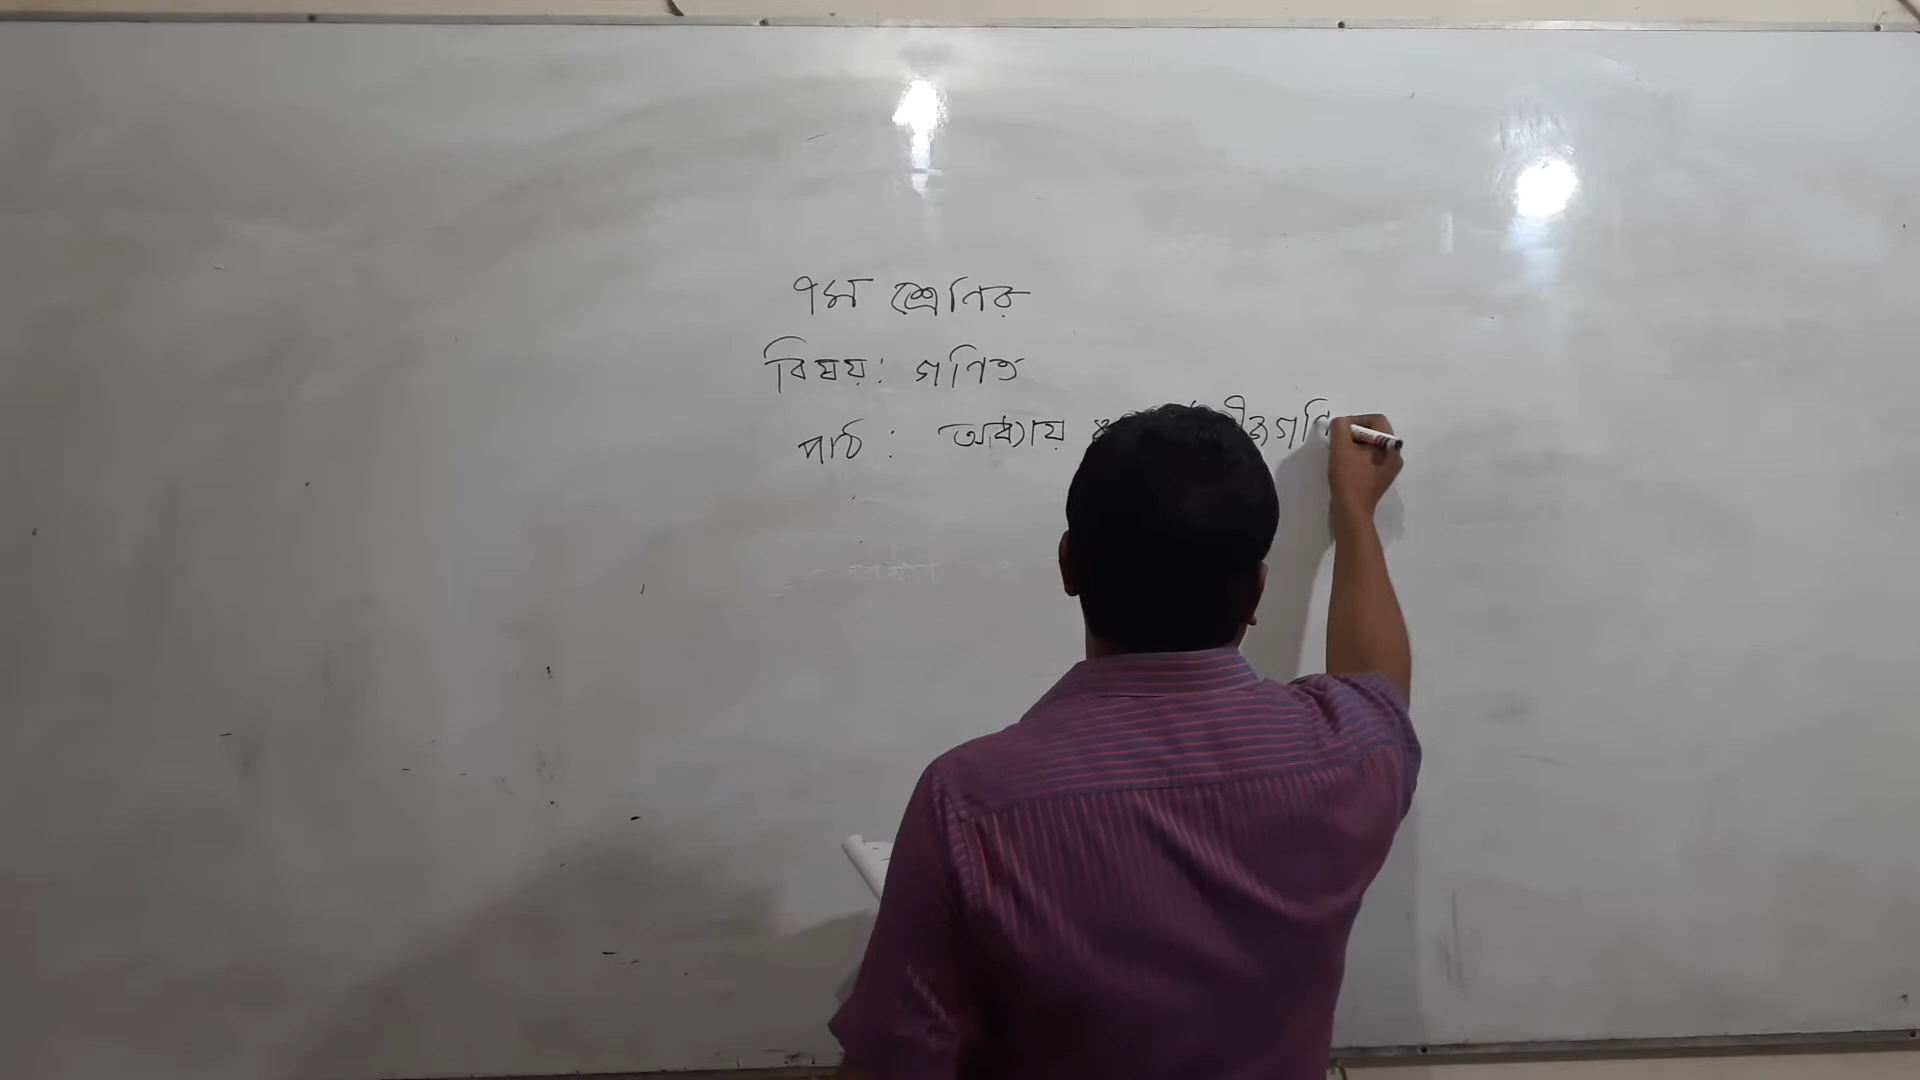 ৭ম শ্রেণির
বিষয়: গণিত
পাঠ : অধ্যায়